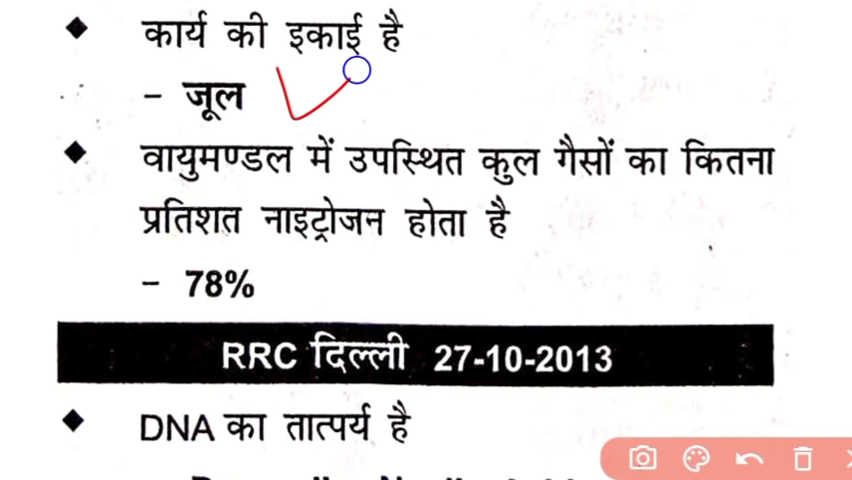 ◆ कार्य की इकाई है
– जूल
◆ वायुमण्डल में उपस्थित कुल गैसों का कितना
प्रतिशत नाइट्रोजन होता है
– 78%
RRC दिल्ली 27-10-2013
◆ DNA का तात्पर्य है